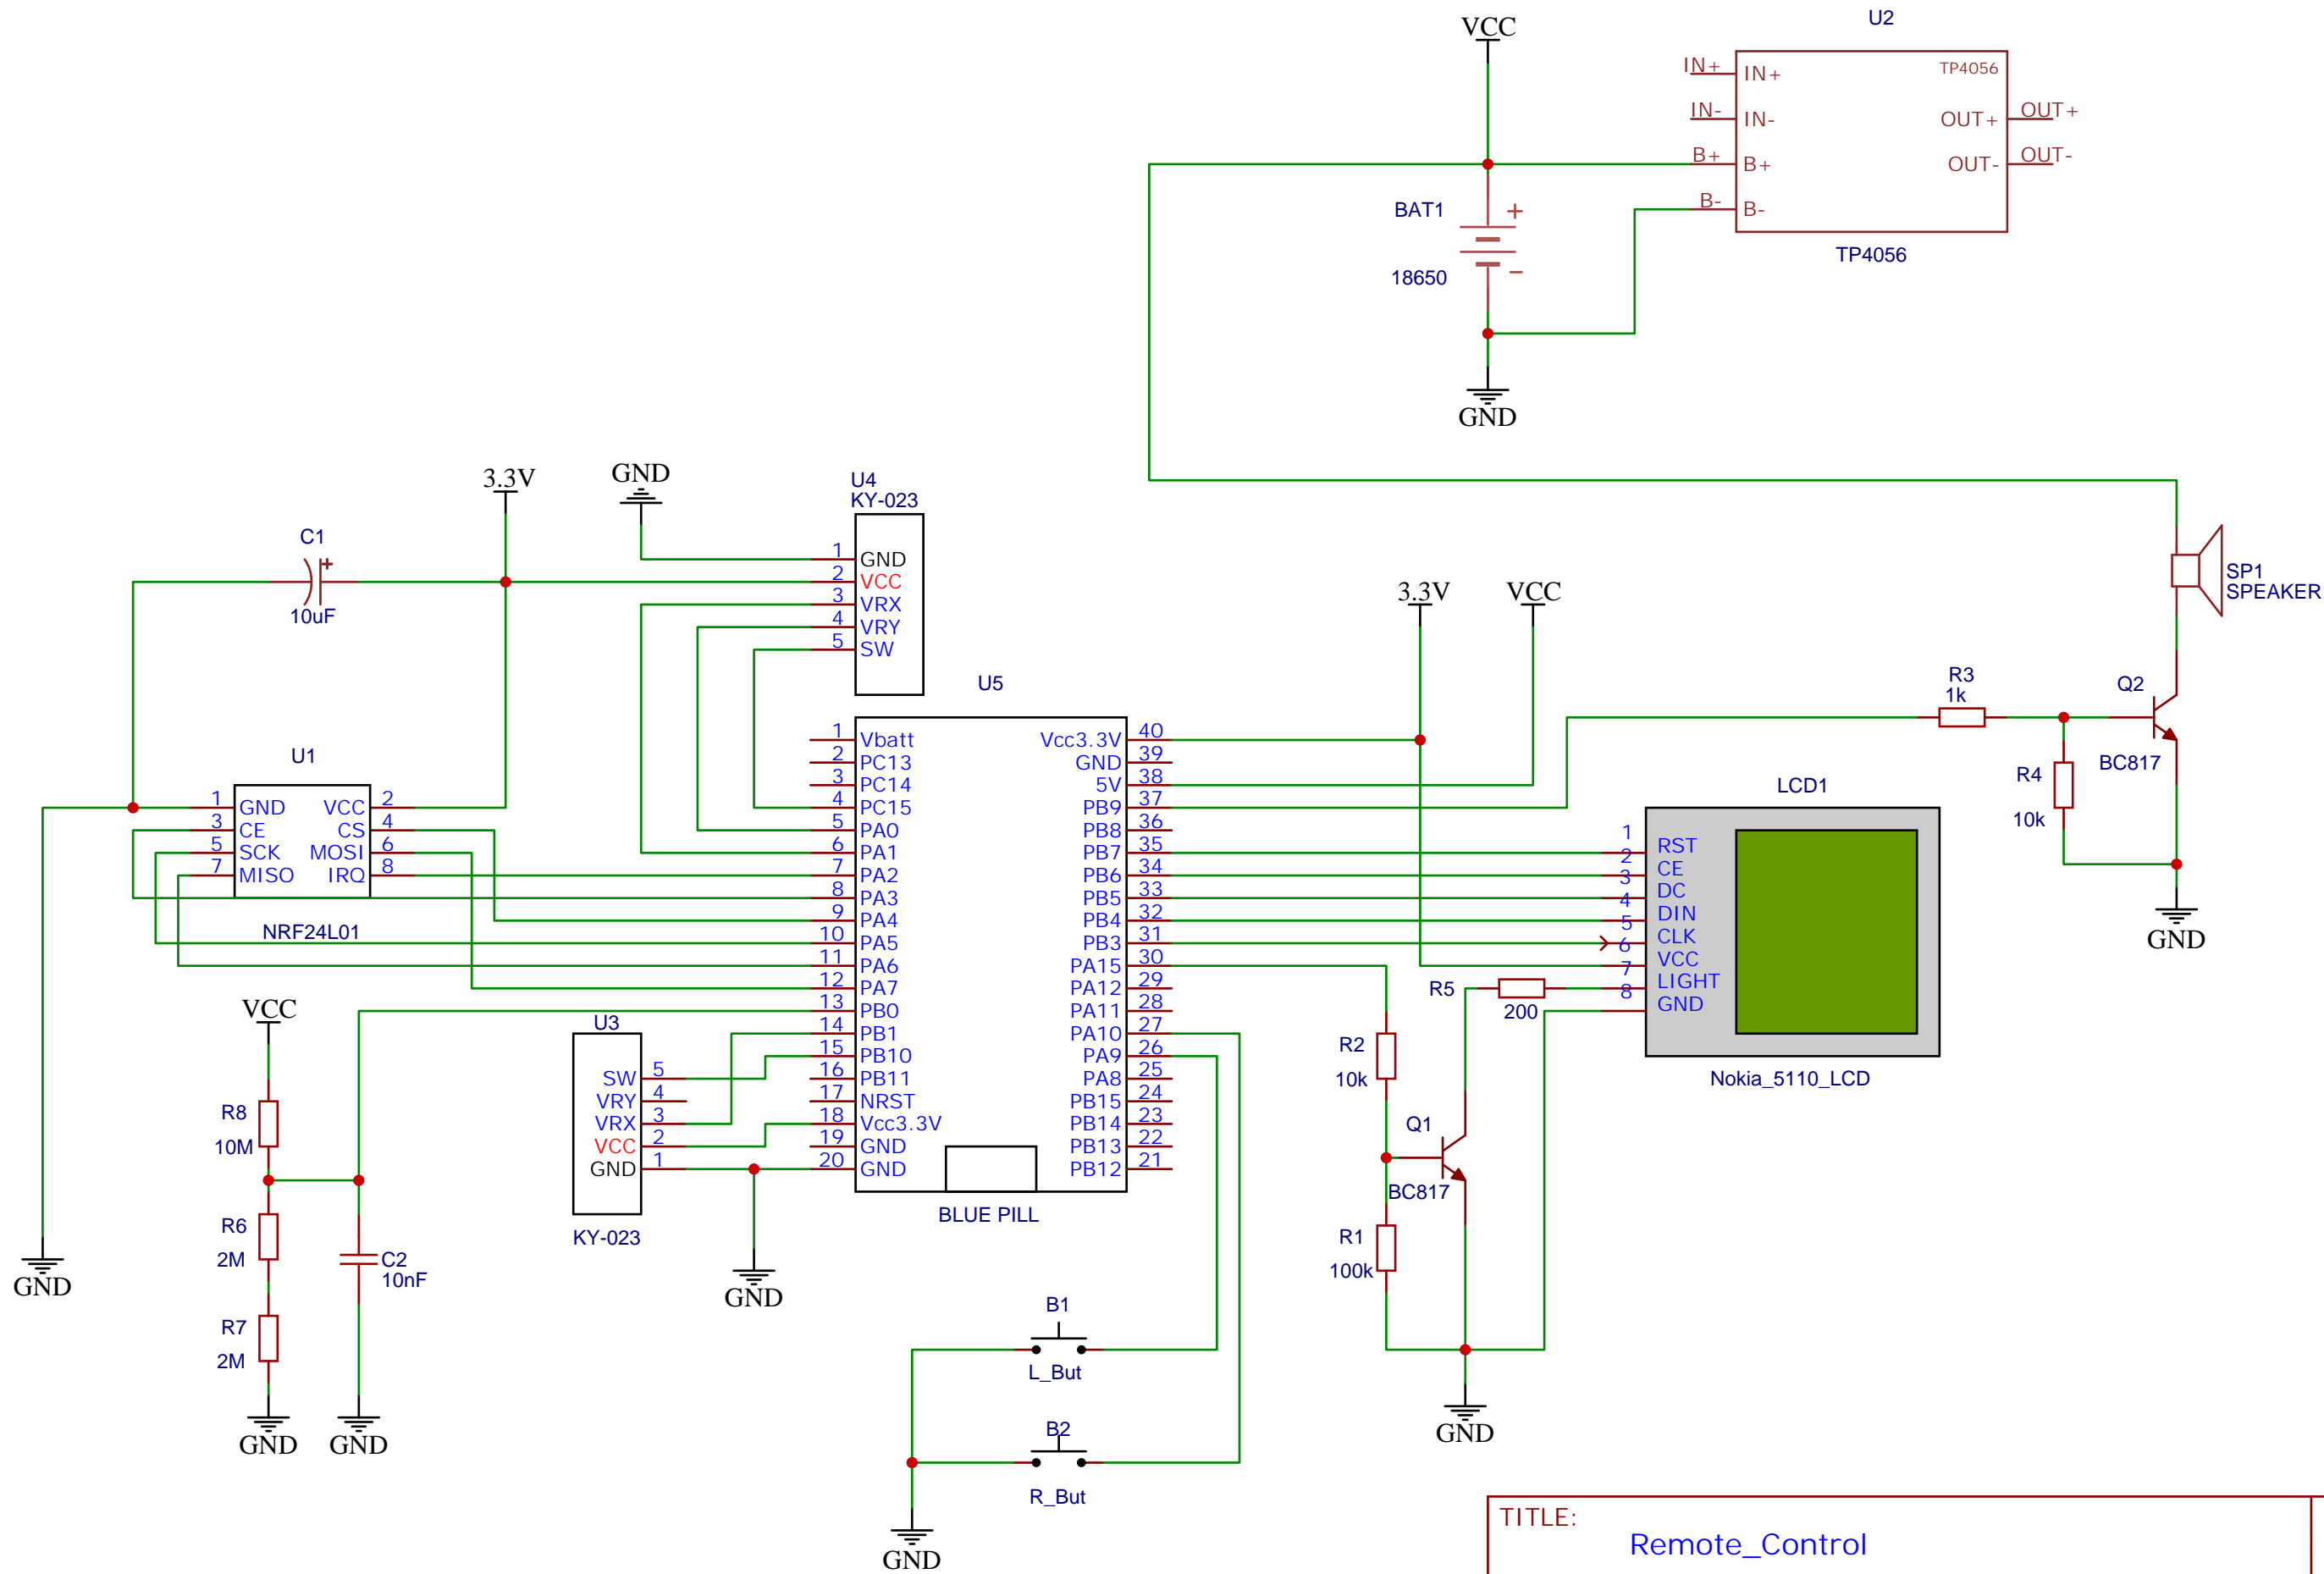 VCC
U2
IN+
IN+
TP4056
IN-
IN-
OUT+
OUT+
B+
B+
OUT-
OUT-
B-
B-
TP4056
BAT1
+
18650
-
GND
3.3V
GND
U4
KY-023
C1
+
10uF
1 GND
2 VCC
3 VRX
4 VRY
5 SW
3.3V
VCC
SP1
SPEAKER
U5
R3
1k
Q2
BC817
R4
10k
GND
U1
1 GND VCC 2
3 CE CS 4
5 SCK MOSI 6
7 MISO IRQ 8
NRF24L01
1 Vbatt Vcc3.3V 40
2 PC13 GND 39
3 PC14 5V 38
4 PC15 PB9 37
5 PA0 PB8 36
6 PA1 PB7 35
7 PA2 PB6 34
8 PA3 PB5 33
9 PA4 PB4 32
10 PA5 PB3 31
11 PA6 PA15 30
12 PA7 PA12 29
13 PB0 PA11 28
14 PB1 PA10 27
15 PB10 PA9 26
16 PB11 PA8 25
17 NRST PB15 24
18 Vcc3.3V PB14 23
19 GND PB13 22
20 GND PB12 21
BLUE PILL
LCD1
1 RST
2 CE
3 DC
4 DIN
5 CLK
6 VCC
7 LIGHT
8 GND
Nokia_5110_LCD
R5
200
R2
10k
Q1
BC817
R1
100k
GND
VCC
R8
10M
R6
2M
R7
2M
C2
10nF
GND
GND
GND
U3
SW 5
VRY 4
VRX 3
VCC 2
GND 1
KY-023
GND
B1
L_But
B2
R_But
GND
TITLE:
Remote_Control